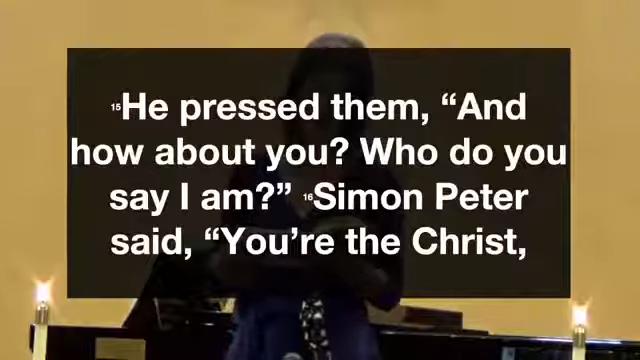 15He pressed them, “And
how about you? Who do you
say I am?” 16Simon Peter
said, “You’re the Christ,